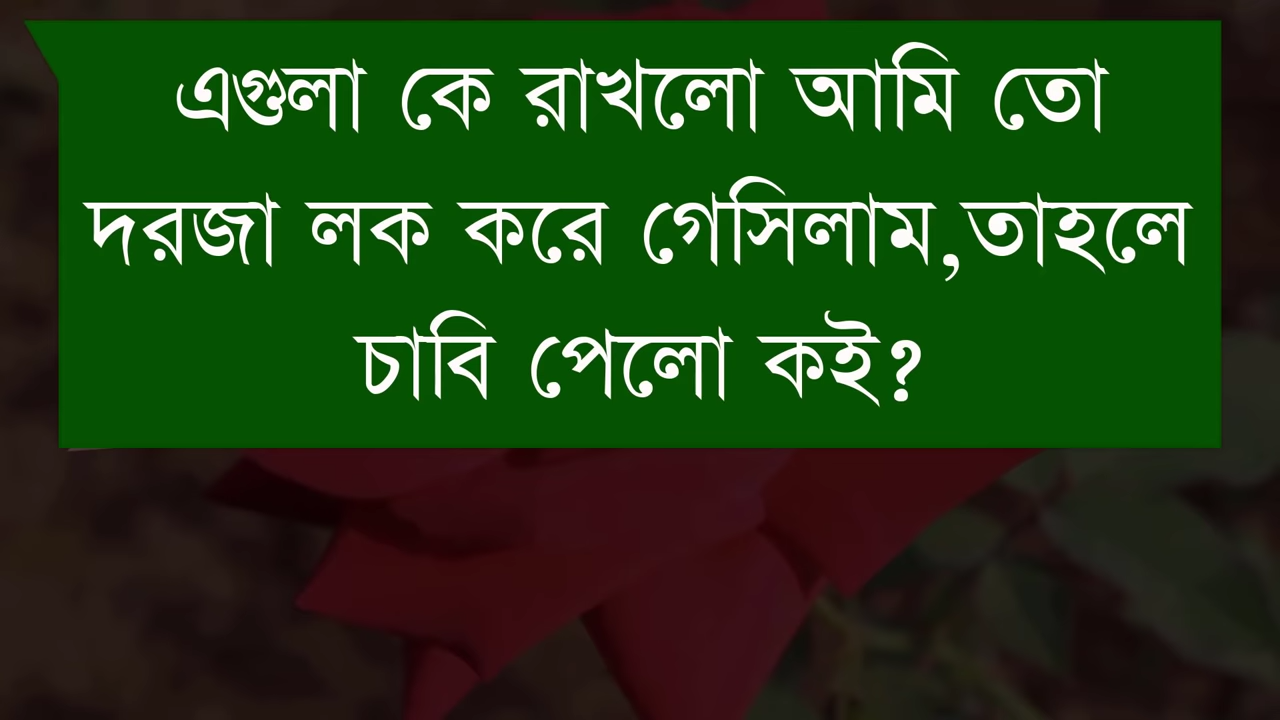 এগুলা কে রাখলো আমি তো
দরজা লক করে গেসিলাম,তাহলে
চাবি পেলো কই?